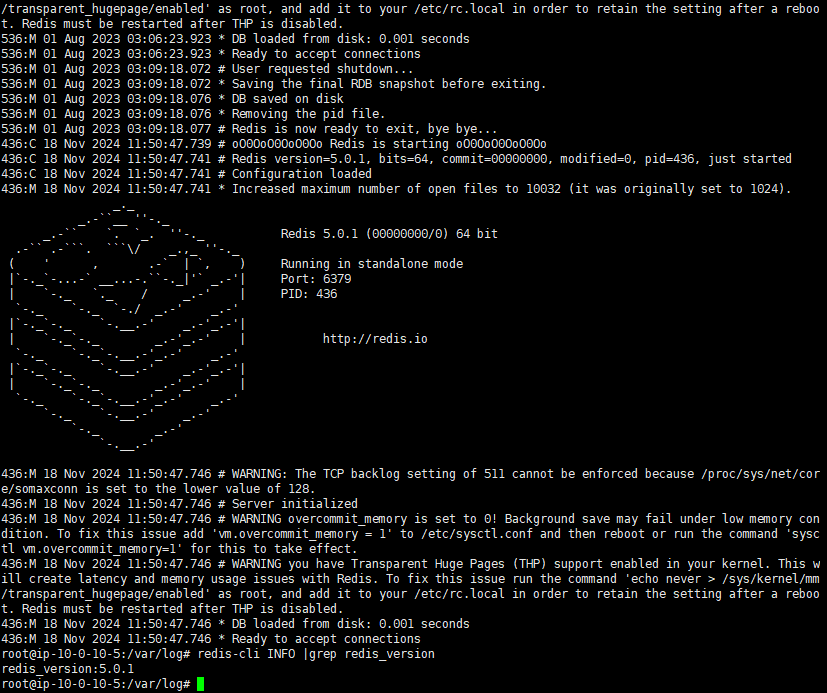 /transparent_hugepage/enabled' as root, and add it to your /etc/rc.local in order to retain the setting after a reboo
t. Redis must be restarted after THP is disabled.
536:M 01 Aug 2023 03:06:23.923 * DB loaded from disk: 0.001 seconds
536:M 01 Aug 2023 03:06:23.923 * Ready to accept connections
536:M 01 Aug 2023 03:09:18.072 # User requested shutdown...
536:M 01 Aug 2023 03:09:18.072 * Saving the final RDB snapshot before exiting.
536:M 01 Aug 2023 03:09:18.076 * DB saved on disk
536:M 01 Aug 2023 03:09:18.076 * Removing the pid file.
536:M 01 Aug 2023 03:09:18.077 # Redis is now ready to exit, bye bye...
436:C 18 Nov 2024 11:50:47.739 # oO0OoO0OoO0Oo Redis is starting oO0OoO0OoO0Oo
436:C 18 Nov 2024 11:50:47.741 # Redis version=5.0.1, bits=64, commit=00000000, modified=0, pid=436, just started
436:C 18 Nov 2024 11:50:47.741 # Configuration loaded
436:M 18 Nov 2024 11:50:47.741 * Increased maximum number of open files to 10032 (it was originally set to 1024).
Redis 5.0.1 (00000000/0) 64 bit
Running in standalone mode
Port: 6379
PID: 436
http://redis.io
436:M 18 Nov 2024 11:50:47.746 # WARNING: The TCP backlog setting of 511 cannot be enforced because /proc/sys/net/cor
e/somaxconn is set to the lower value of 128.
436:M 18 Nov 2024 11:50:47.746 # Server initialized
436:M 18 Nov 2024 11:50:47.746 # WARNING overcommit_memory is set to 0! Background save may fail under low memory con
dition. To fix this issue add 'vm.overcommit_memory = 1' to /etc/sysctl.conf and then reboot or run the command 'sysc
tl vm.overcommit_memory=1' for this to take effect.
436:M 18 Nov 2024 11:50:47.746 # WARNING you have Transparent Huge Pages (THP) support enabled in your kernel. This w
ill create latency and memory usage issues with Redis. To fix this issue run the command 'echo never > /sys/kernel/mm
/transparent_hugepage/enabled' as root, and add it to your /etc/rc.local in order to retain the setting after a reboo
t. Redis must be restarted after THP is disabled.
436:M 18 Nov 2024 11:50:47.746 * DB loaded from disk: 0.001 seconds
436:M 18 Nov 2024 11:50:47.746 * Ready to accept connections
root@ip-10-0-10-5:/var/log# redis-cli INFO |grep redis_version
redis_version:5.0.1
root@ip-10-0-10-5:/var/log#